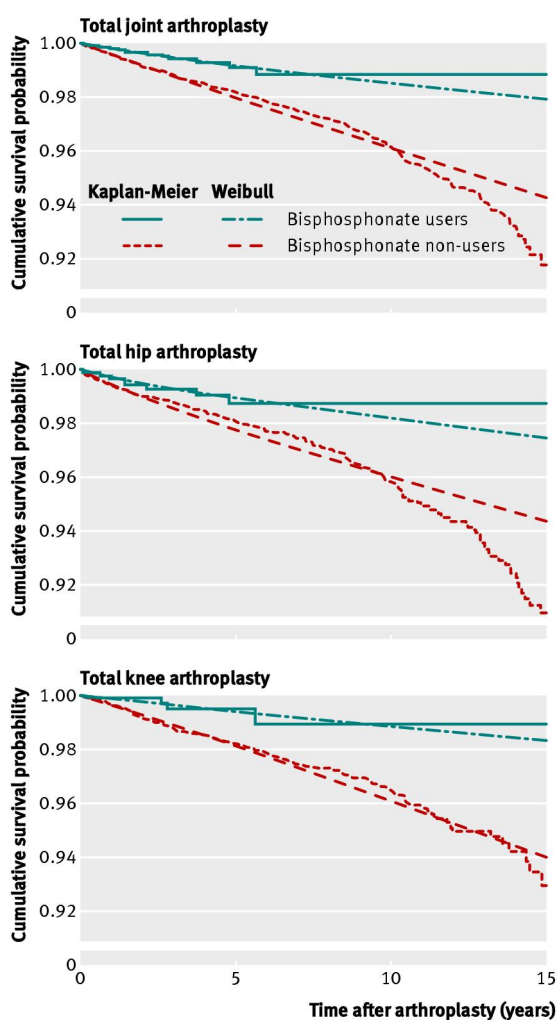 Total joint arthroplasty
Cumulative survival probability
1.00
0.98
0.96
0.94
0.92
0
Kaplan-Meier Weibull
Bisphosphonate users
Bisphosphonate non-users
Total hip arthroplasty
Cumulative survival probability
1.00
0.98
0.96
0.94
0.92
0
Total knee arthroplasty
Cumulative survival probability
1.00
0.98
0.96
0.94
0.92
0
0 5 10 15
Time after arthroplasty (years)